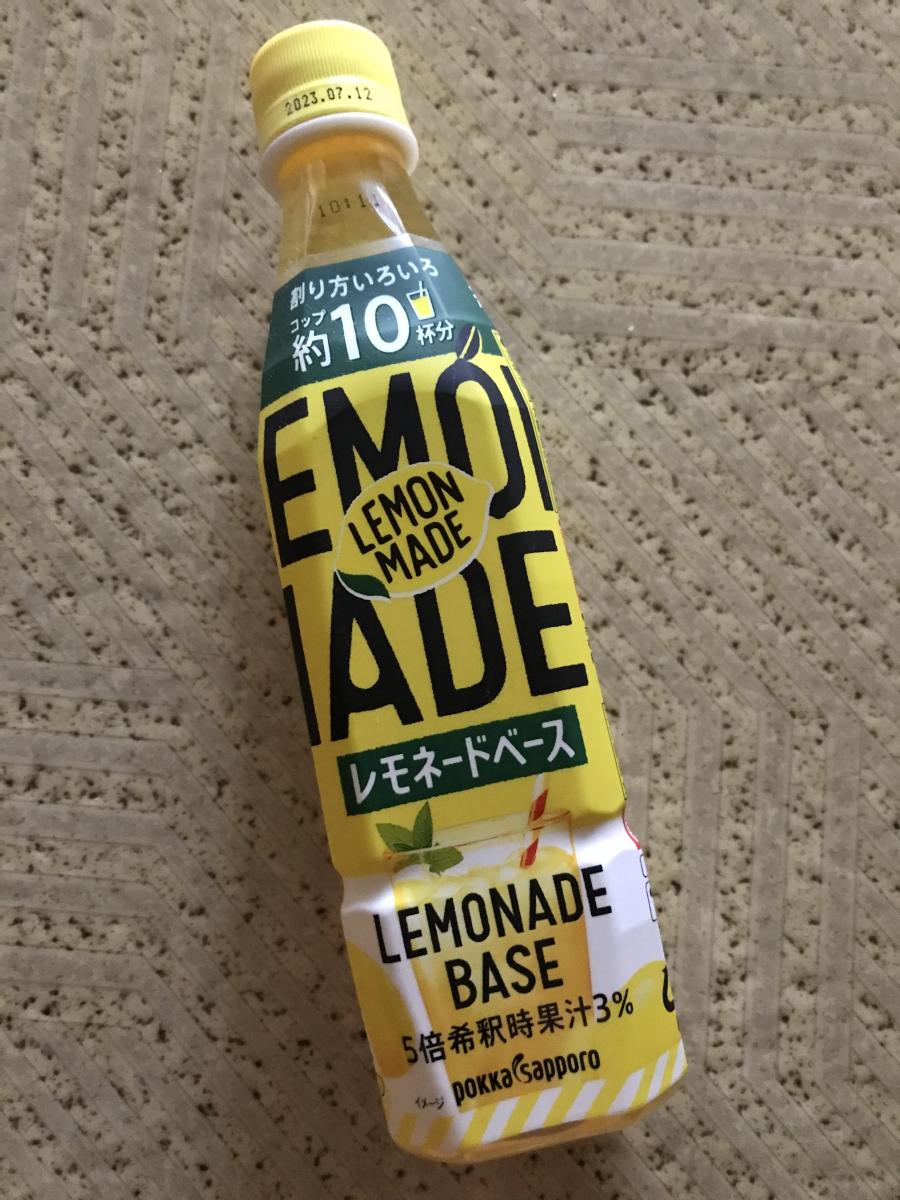 2023.07.12
割り方いろいろ
コップ
約10杯分
EMO
LEMON
MADE
ADE
レモネードベース
LEMONADE
BASE
5倍希釈時果汁3%
イメージ
pokka sapporo